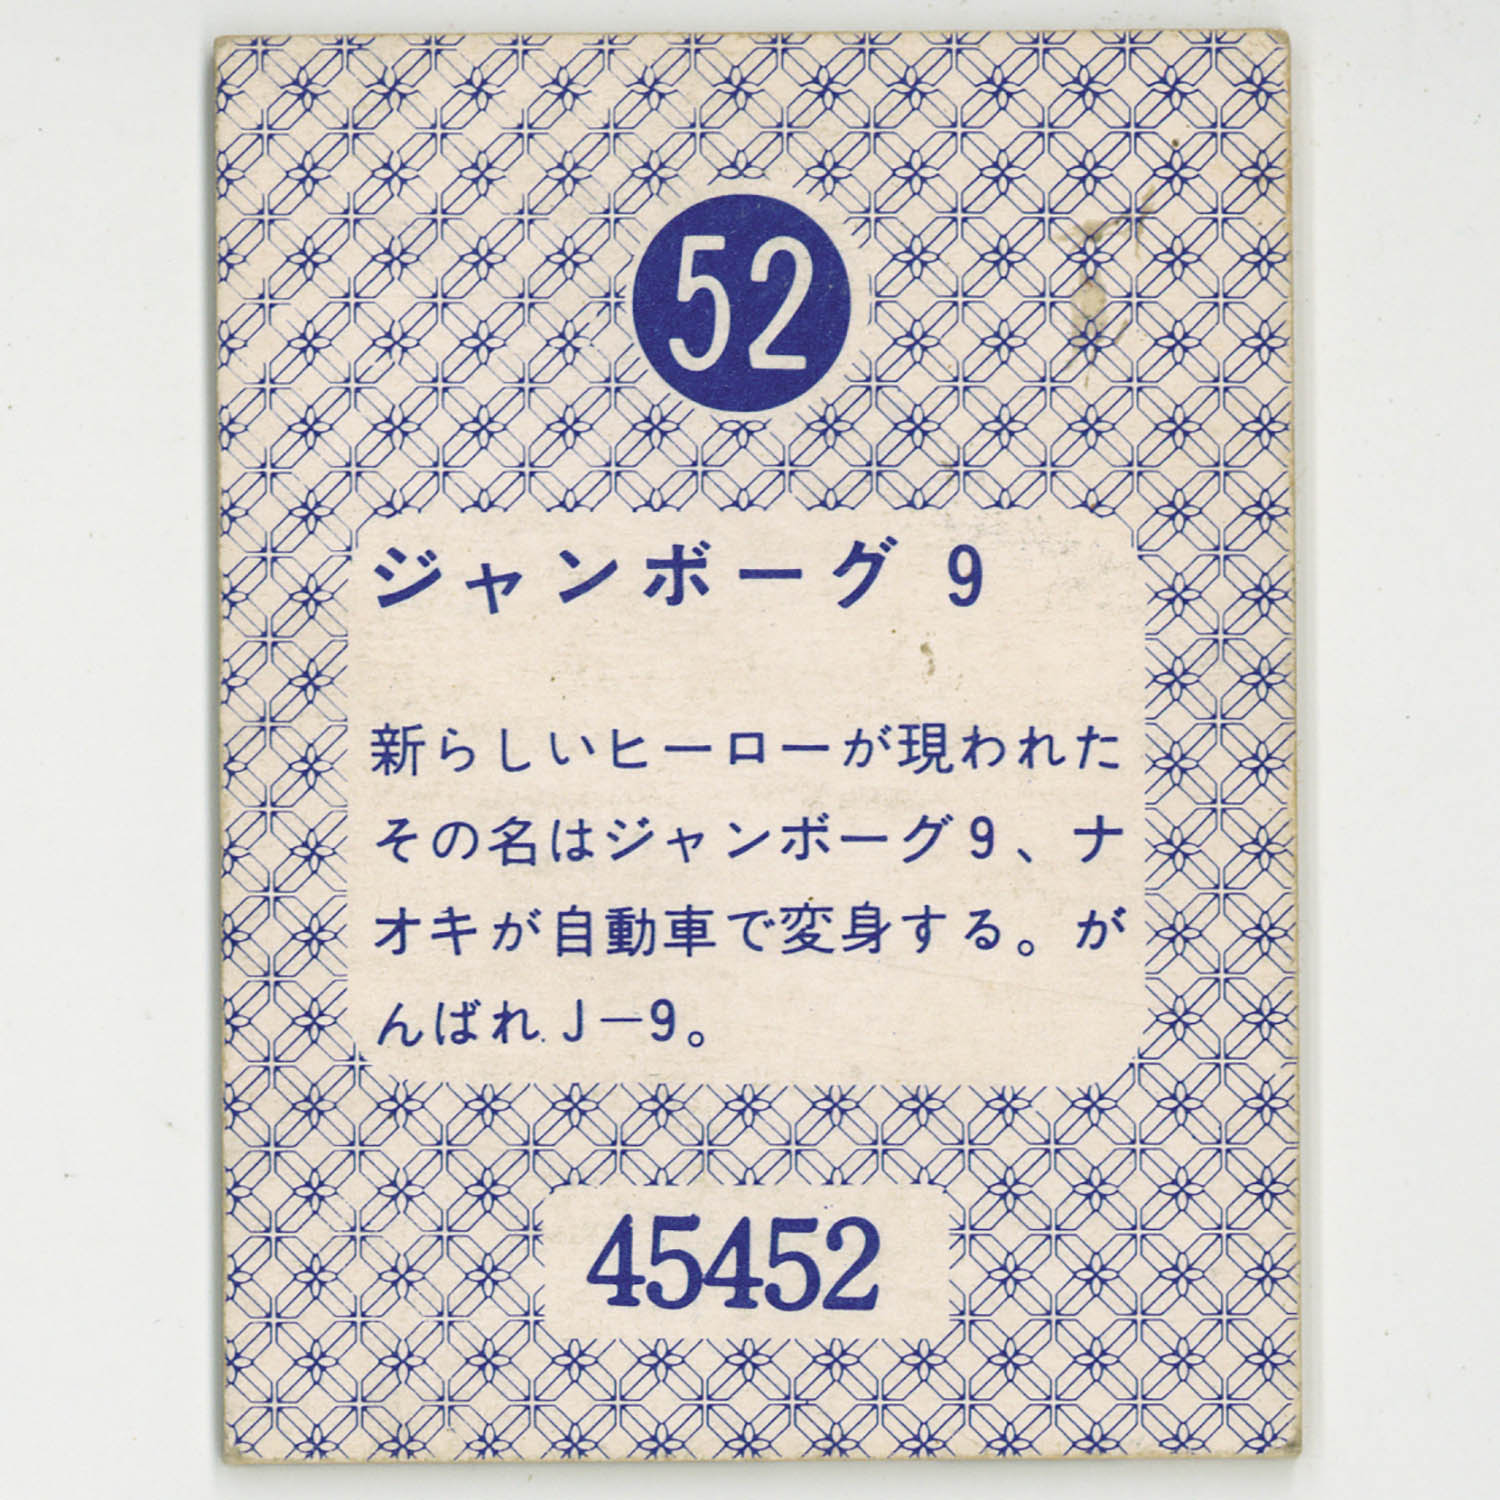 52
ジャンボーグ 9
新らしいヒーローが現われた
その名はジャンボーグ9、ナ
オキが自動車で変身する。が
んばれJ－9。
45452